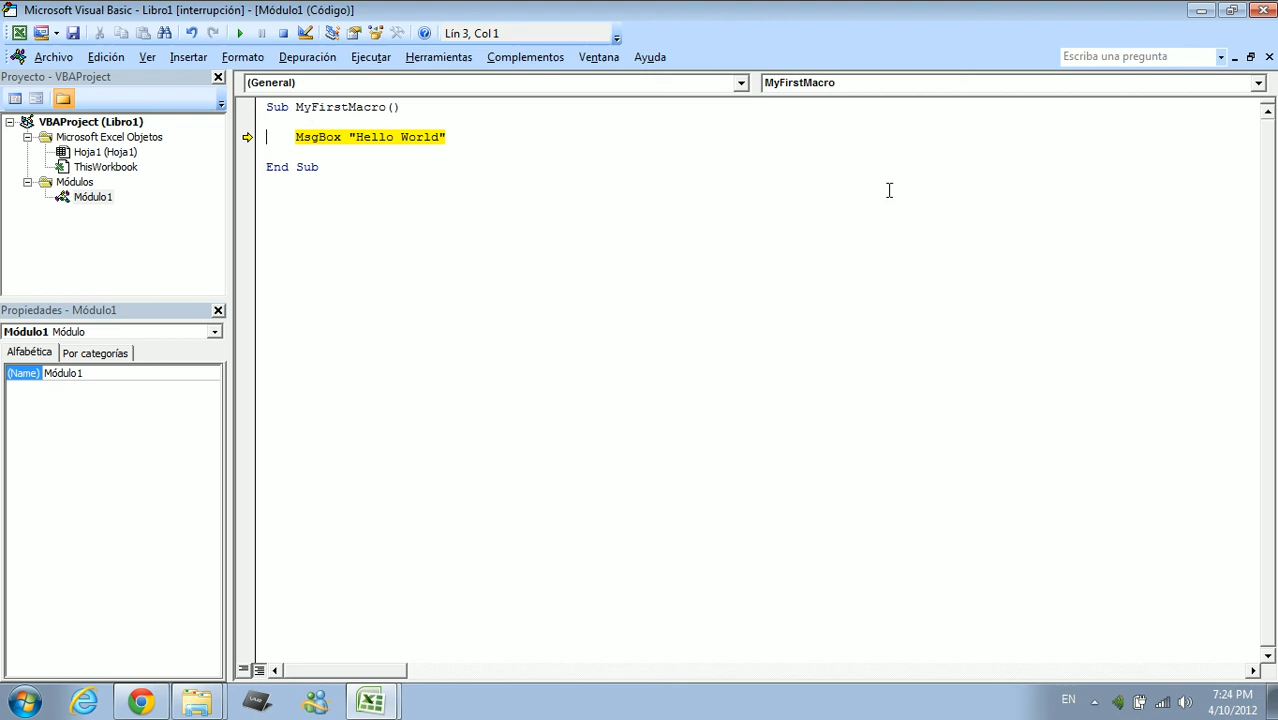 Microsoft Visual Basic - Libro1 [interrupción] - [Módulo1 (Código)]
Lín 3, Col 1
Archivo Edición Ver Insertar Formato Depuración Ejecutar Herramientas Complementos Ventana Ayuda
Escriba una pregunta
Proyecto - VBAProject
VBAProject (Libro1)
Microsoft Excel Objetos
Hoja1 (Hoja1)
ThisWorkbook
Módulos
Módulo1
Propiedades - Módulo1
Módulo1 Módulo
Alfabética Por categorías
(Name) Módulo1
(General) MyFirstMacro
Sub MyFirstMacro()
MsgBox "Hello World"
End Sub
EN
7:24 PM
4/10/2012